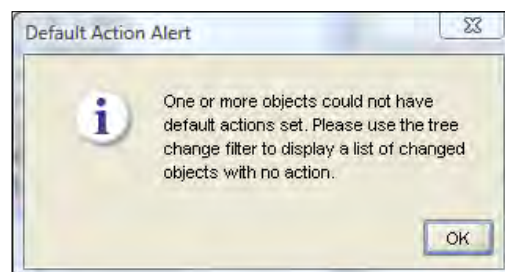 Default Action Alert
One or more objects could not have
default actions set. Please use the tree
change filter to display a list of changed
objects with no action.
OK